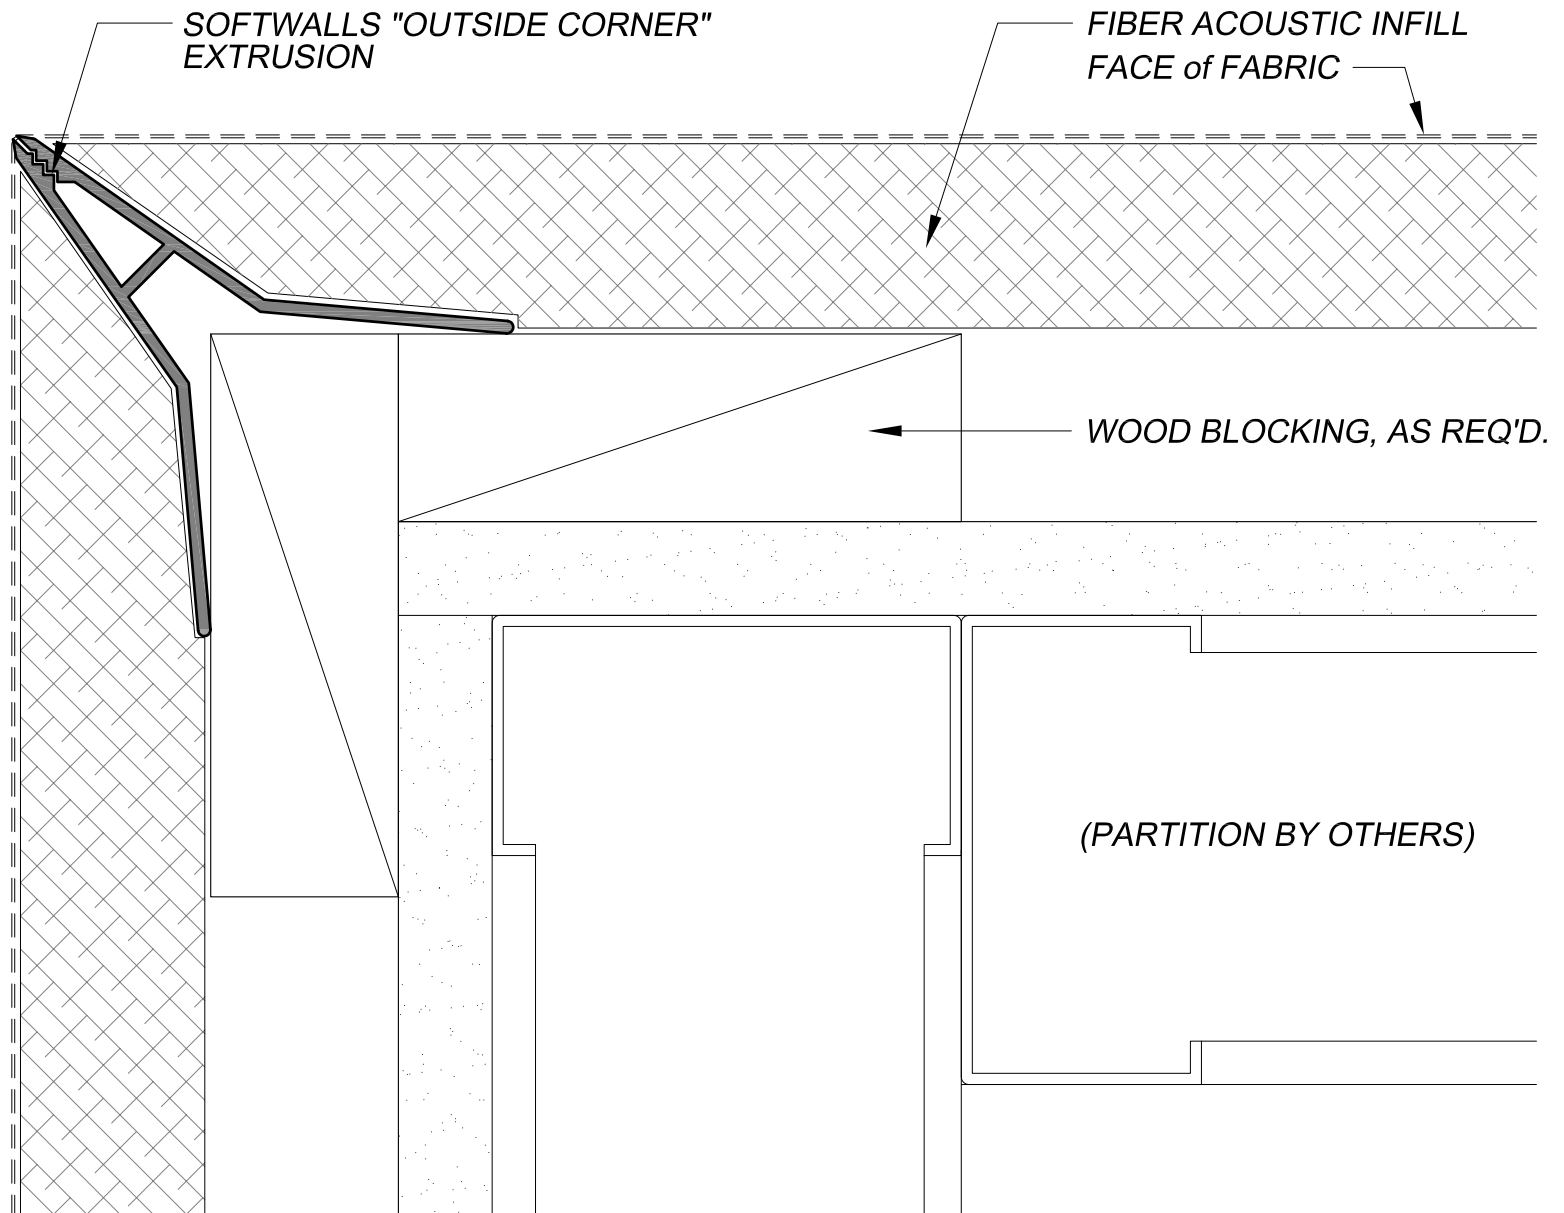 SOFTWALLS "OUTSIDE CORNER"
EXTRUSION
FIBER ACOUSTIC INFILL
FACE of FABRIC
WOOD BLOCKING, AS REQ'D.
(PARTITION BY OTHERS)